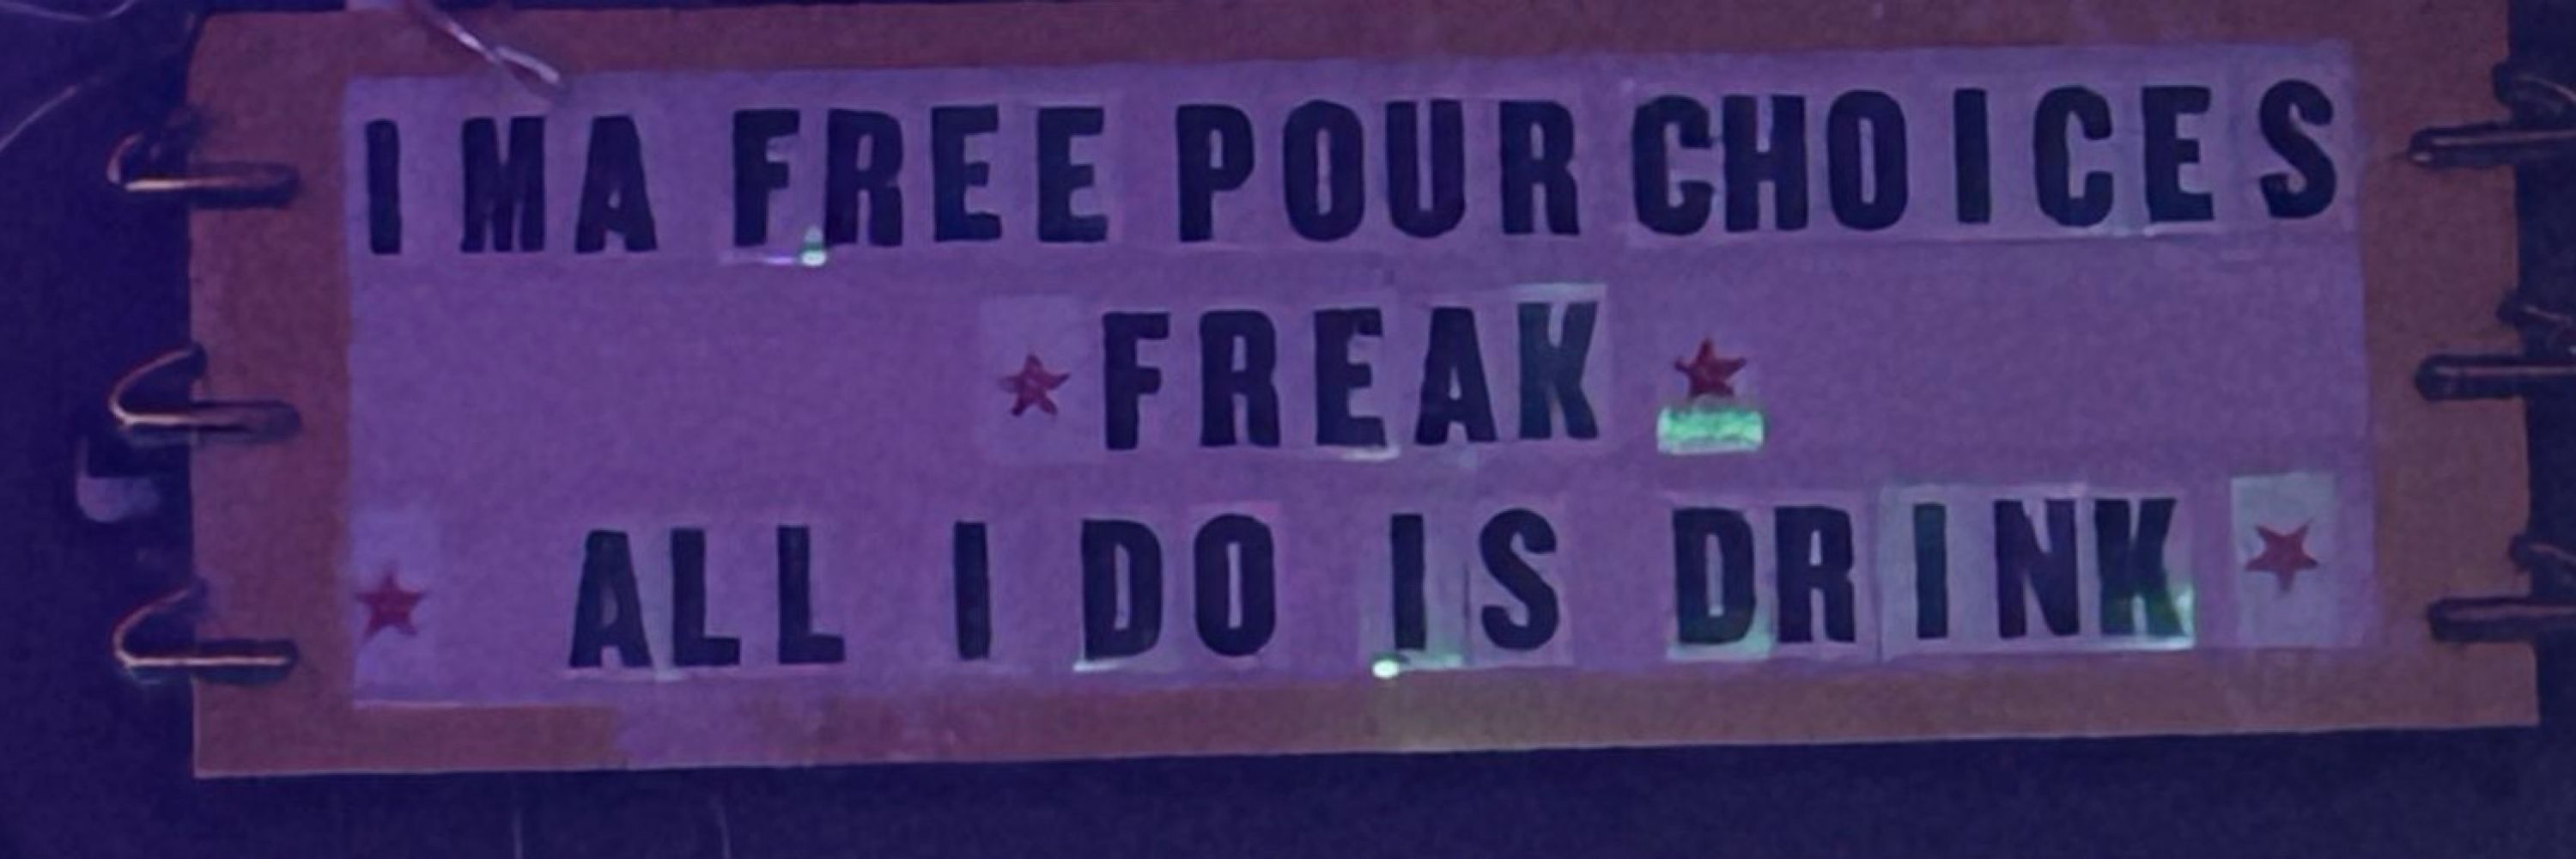 I MA FREE POUR CHOICES
FREAK
ALL I DO IS DRINK